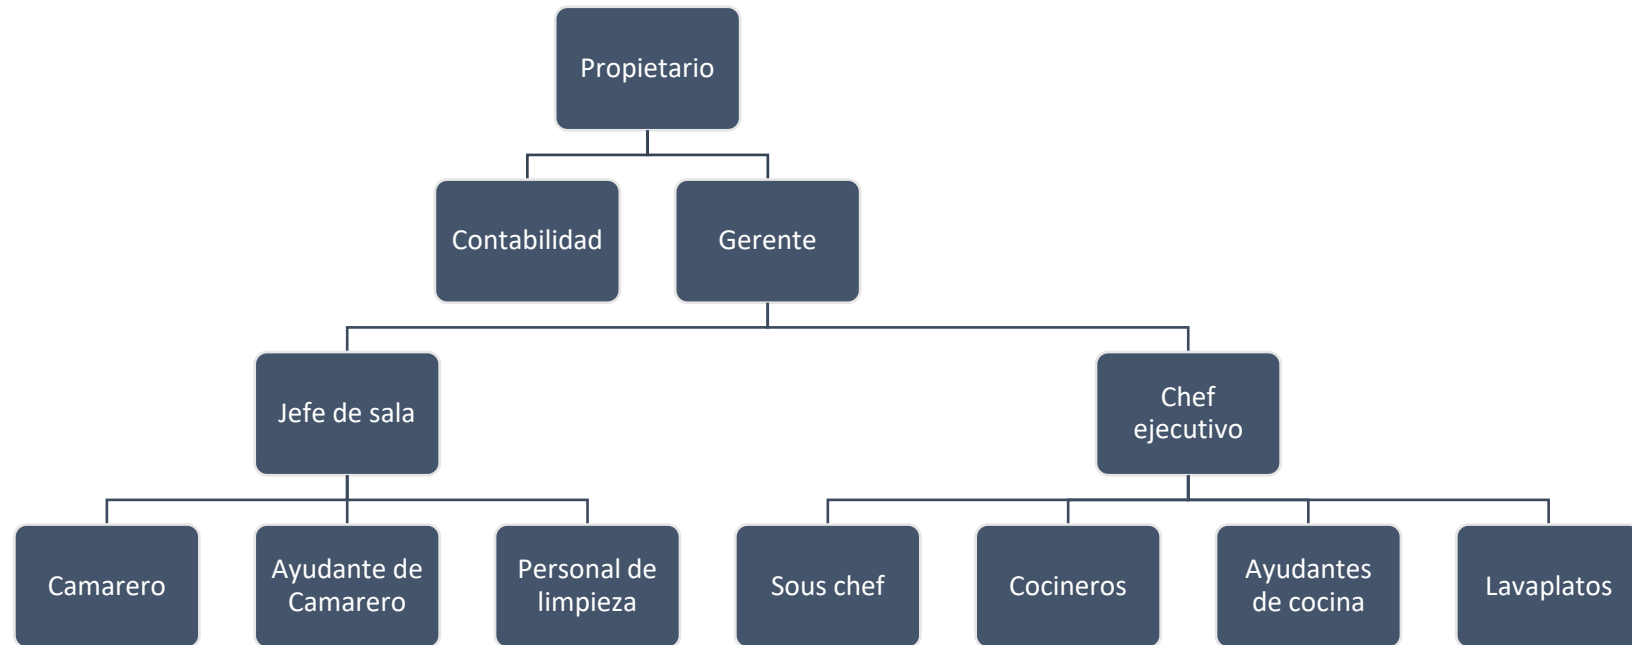 Propietario
Contabilidad
Gerente
Jefe de sala
Chef
ejecutivo
Camarero
Ayudante de
Camarero
Personal de
limpieza
Sous chef
Cocineros
Ayudantes
de cocina
Lavaplatos